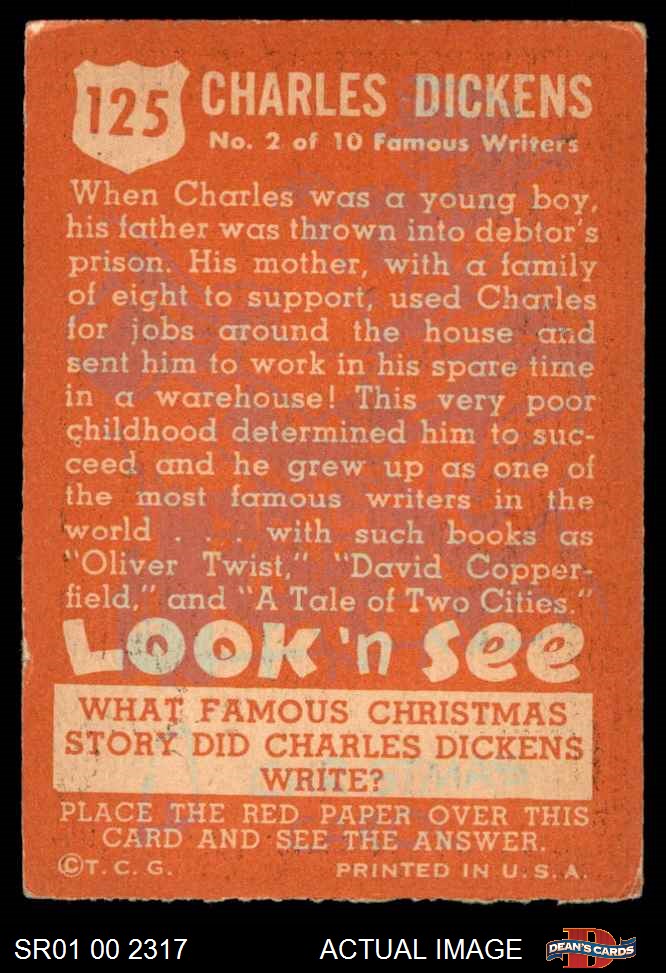 125
CHARLES DICKENS
No. 2 of 10 Famous Writers
When Charles was a young boy,
his father was thrown into debtor's
prison. His mother, with a family
of eight to support, used Charles
for jobs around the house and
sent him to work in his spare time
in a warehouse! This very poor
childhood determined him to suc-
ceed and he grew up as one of
the most famous writers in the
world . . . with such books as
"Oliver Twist," "David Copper-
field," and "A Tale of Two Cities."
LOOK 'n SEE
WHAT FAMOUS CHRISTMAS
STORY DID CHARLES DICKENS
WRITE?
PLACE THE RED PAPER OVER THIS
CARD AND SEE THE ANSWER.
©T. C. G. PRINTED IN U. S. A.
SR01 00 2317 ACTUAL IMAGE DEAN'S CARDS